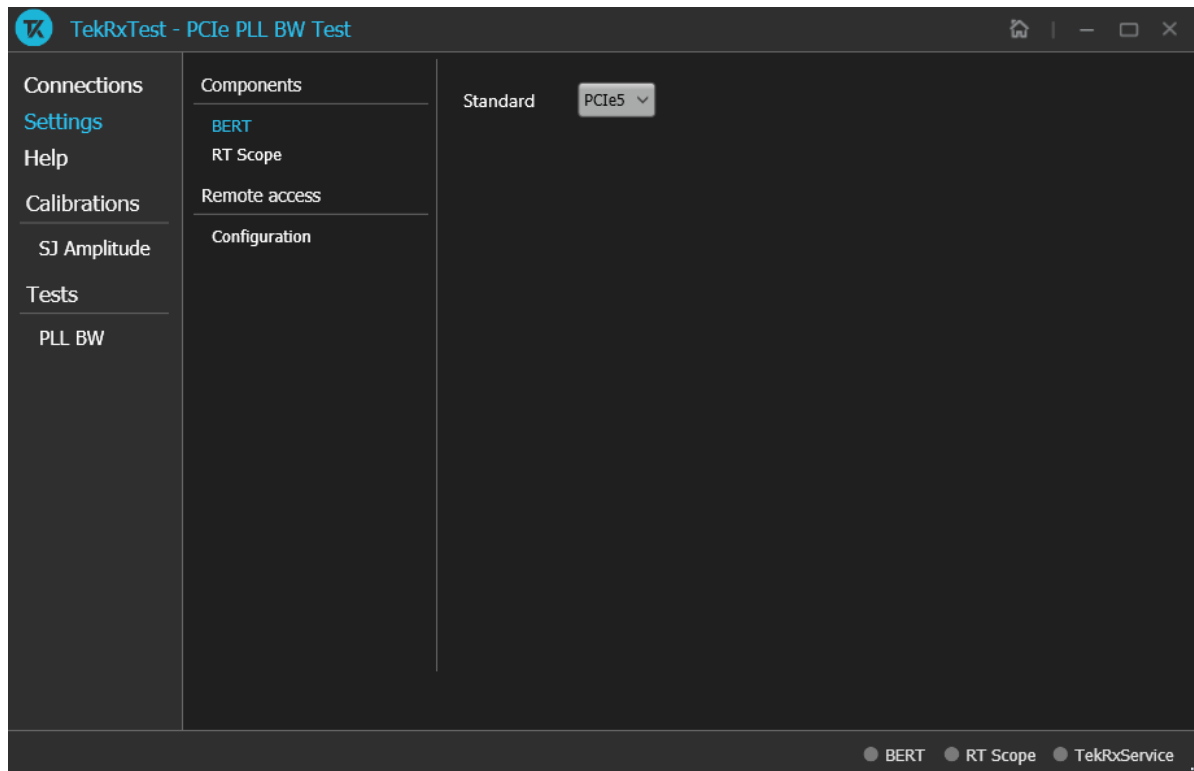 TekRxTest - PCIe PLL BW Test
Connections
Settings
Help
Calibrations
SJ Amplitude
Tests
PLL BW
Components
BERT
RT Scope
Remote access
Configuration
Standard PCIe5
BERT RT Scope TekRxService